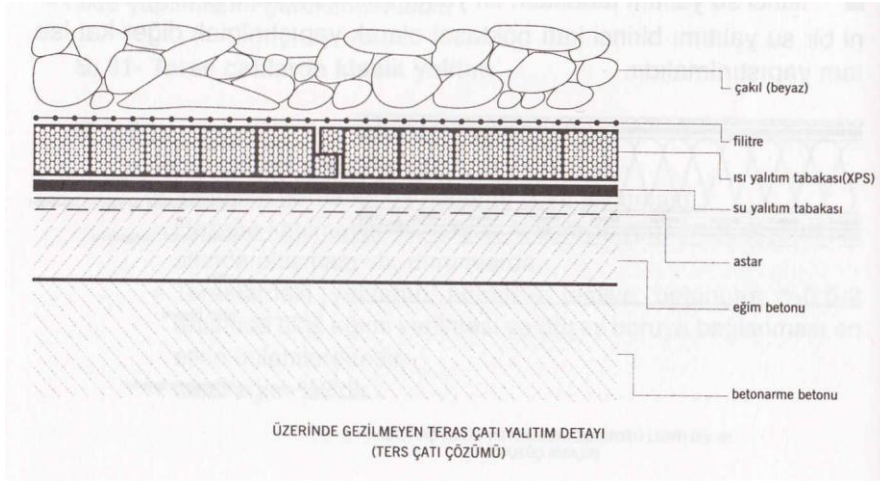 çakıl (beyaz)
filitre
ısı yalıtım tabakası(XPS)
su yalıtım tabakası
astar
eğim betonu
betonarme betonu
ÜZERİNDE GEZİLMEYEN TERAS ÇATI YALITIM DETAYI
(TERS ÇATI ÇÖZÜMÜ)